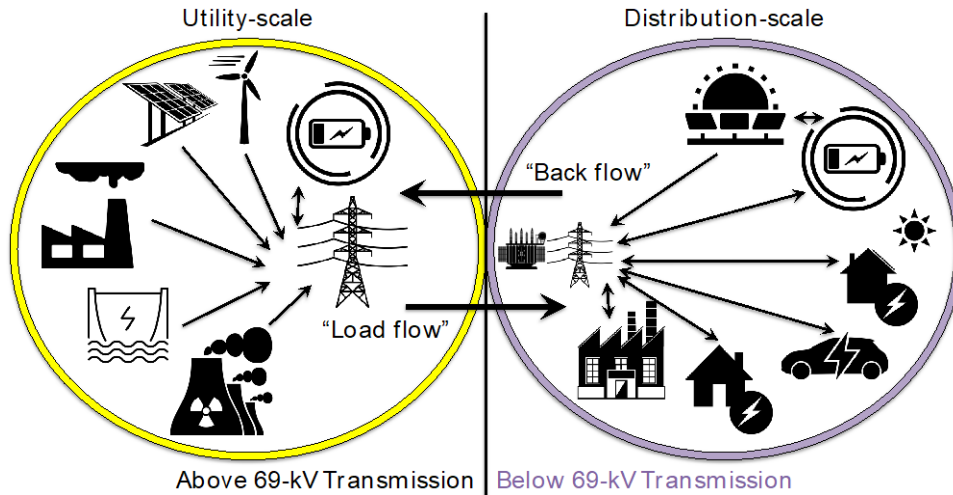 Utility-scale
Distribution-scale
“Back flow”
“Load flow”
Above 69-kV Transmission
Below 69-kV Transmission